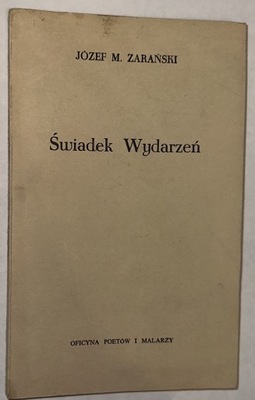 JÓZEF M. ZARAŃSKI
Świadek Wydarzeń
OFICYNA POETÓW I MALARZY